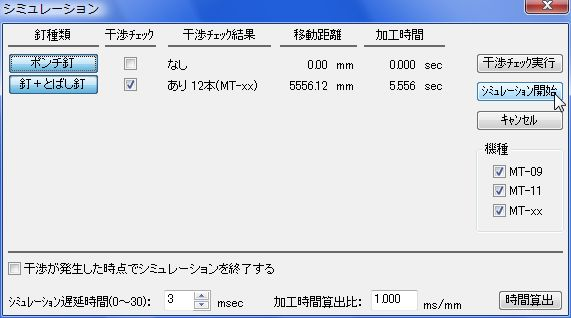 シミュレーション
釘種類 干渉チェック 干渉チェック結果 移動距離 加工時間
ポンチ釘 なし 0.00 mm 0.000 sec
釘+とばし釘 あり 12本(MT-xx) 5556.12 mm 5.556 sec
干渉チェック実行
シミュレーション開始
キャンセル
機種
MT-09
MT-11
MT-xx
干渉が発生した時点でシミュレーションを終了する
シミュレーション遅延時間(0~30): 3 msec 加工時間算出比: 1.000 ms/mm 時間算出